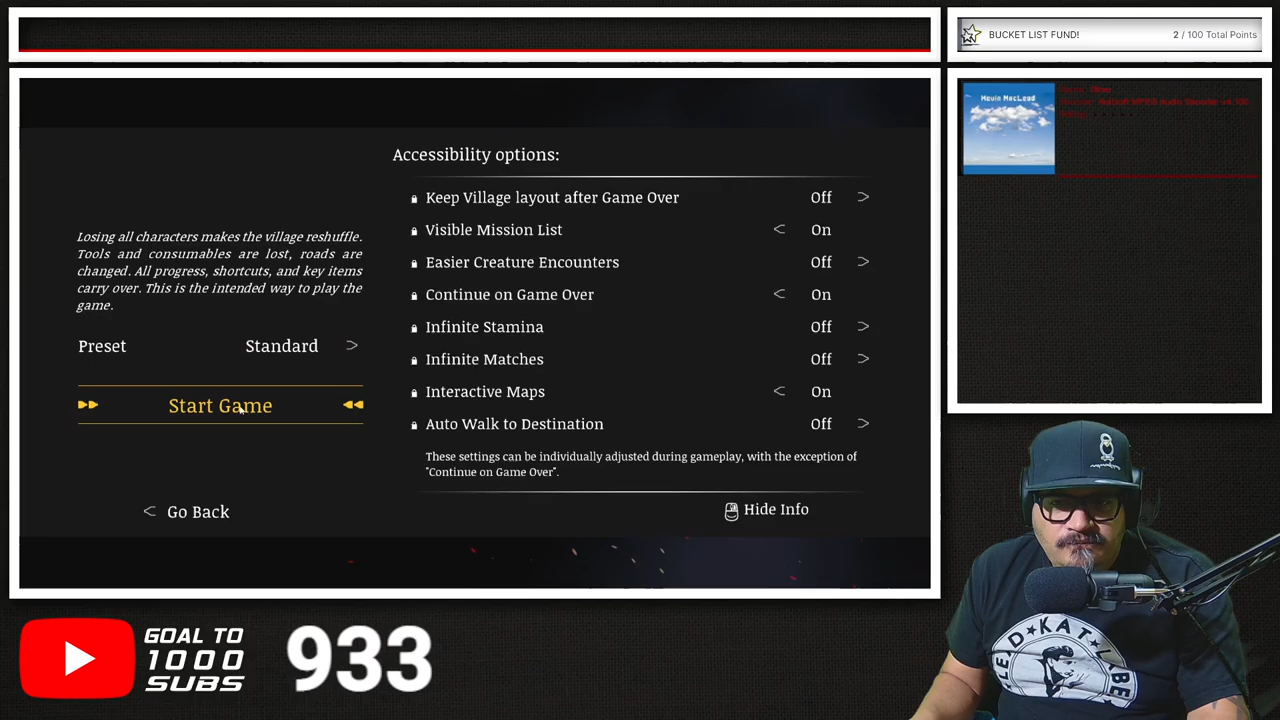 BUCKET LIST FUND!
2 / 100 Total Points
Kevin MacLeod
Accessibility options:
Keep Village layout after Game Over Off
Visible Mission List On
Easier Creature Encounters Off
Continue on Game Over On
Infinite Stamina Off
Infinite Matches Off
Interactive Maps On
Auto Walk to Destination Off
These settings can be individually adjusted during gameplay, with the exception of
"Continue on Game Over".
Losing all characters makes the village reshuffle.
Tools and consumables are lost, roads are
changed. All progress, shortcuts, and key items
carry over. This is the intended way to play the
game.
Preset Standard
Start Game
Go Back
Hide Info
GOAL TO
1000
SUBS
933